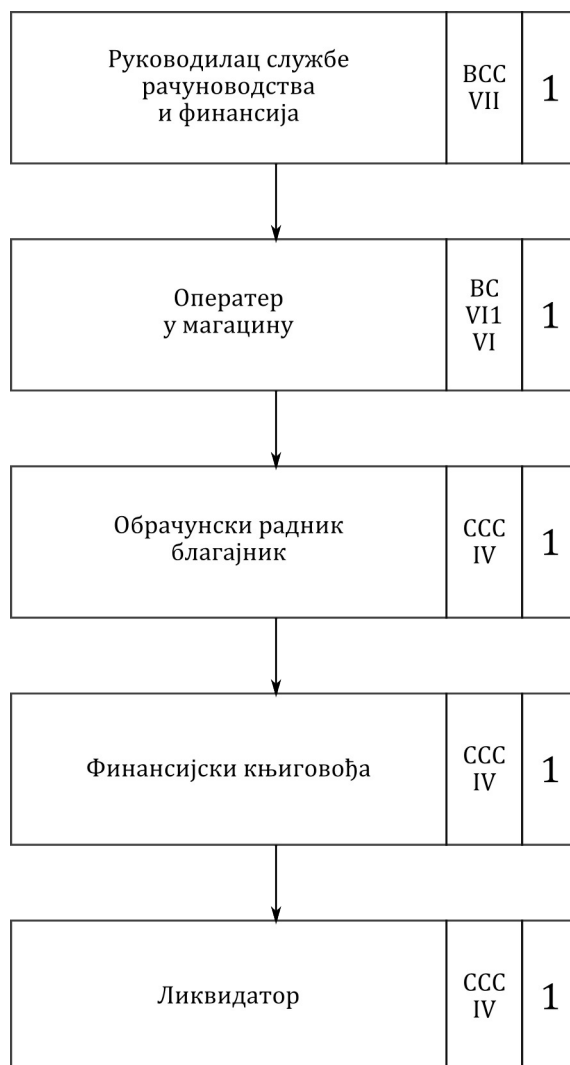 Руководилац службе
рачуноводства
и финансија
ВСС
VII
1
Оператер
у магацину
ВС
VI1
VI
1
Обрачунски радник
благајник
ССС
IV
1
Финансијски књиговођа
ССС
IV
1
Ликвидатор
ССС
IV
1